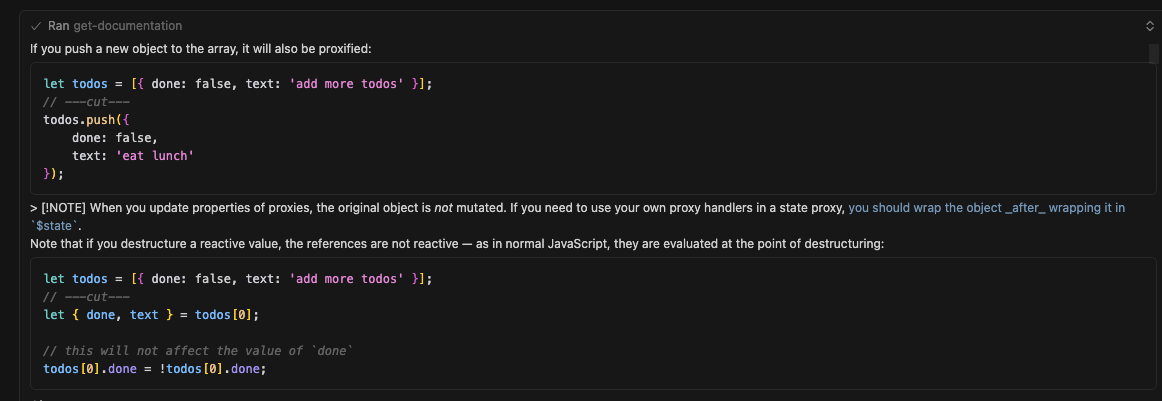 Ran get-documentation
If you push a new object to the array, it will also be proxified:
let todos = [{ done: false, text: 'add more todos' }];
// ---cut---
todos.push({
    done: false,
    text: 'eat lunch'
});
> [!NOTE] When you update properties of proxies, the original object is not mutated. If you need to use your own proxy handlers in a state proxy, you should wrap the object _after_ wrapping it in
`$state`.
Note that if you destructure a reactive value, the references are not reactive — as in normal JavaScript, they are evaluated at the point of destructuring:
let todos = [{ done: false, text: 'add more todos' }];
// ---cut---
let { done, text } = todos[0];

// this will not affect the value of `done`
todos[0].done = !todos[0].done;